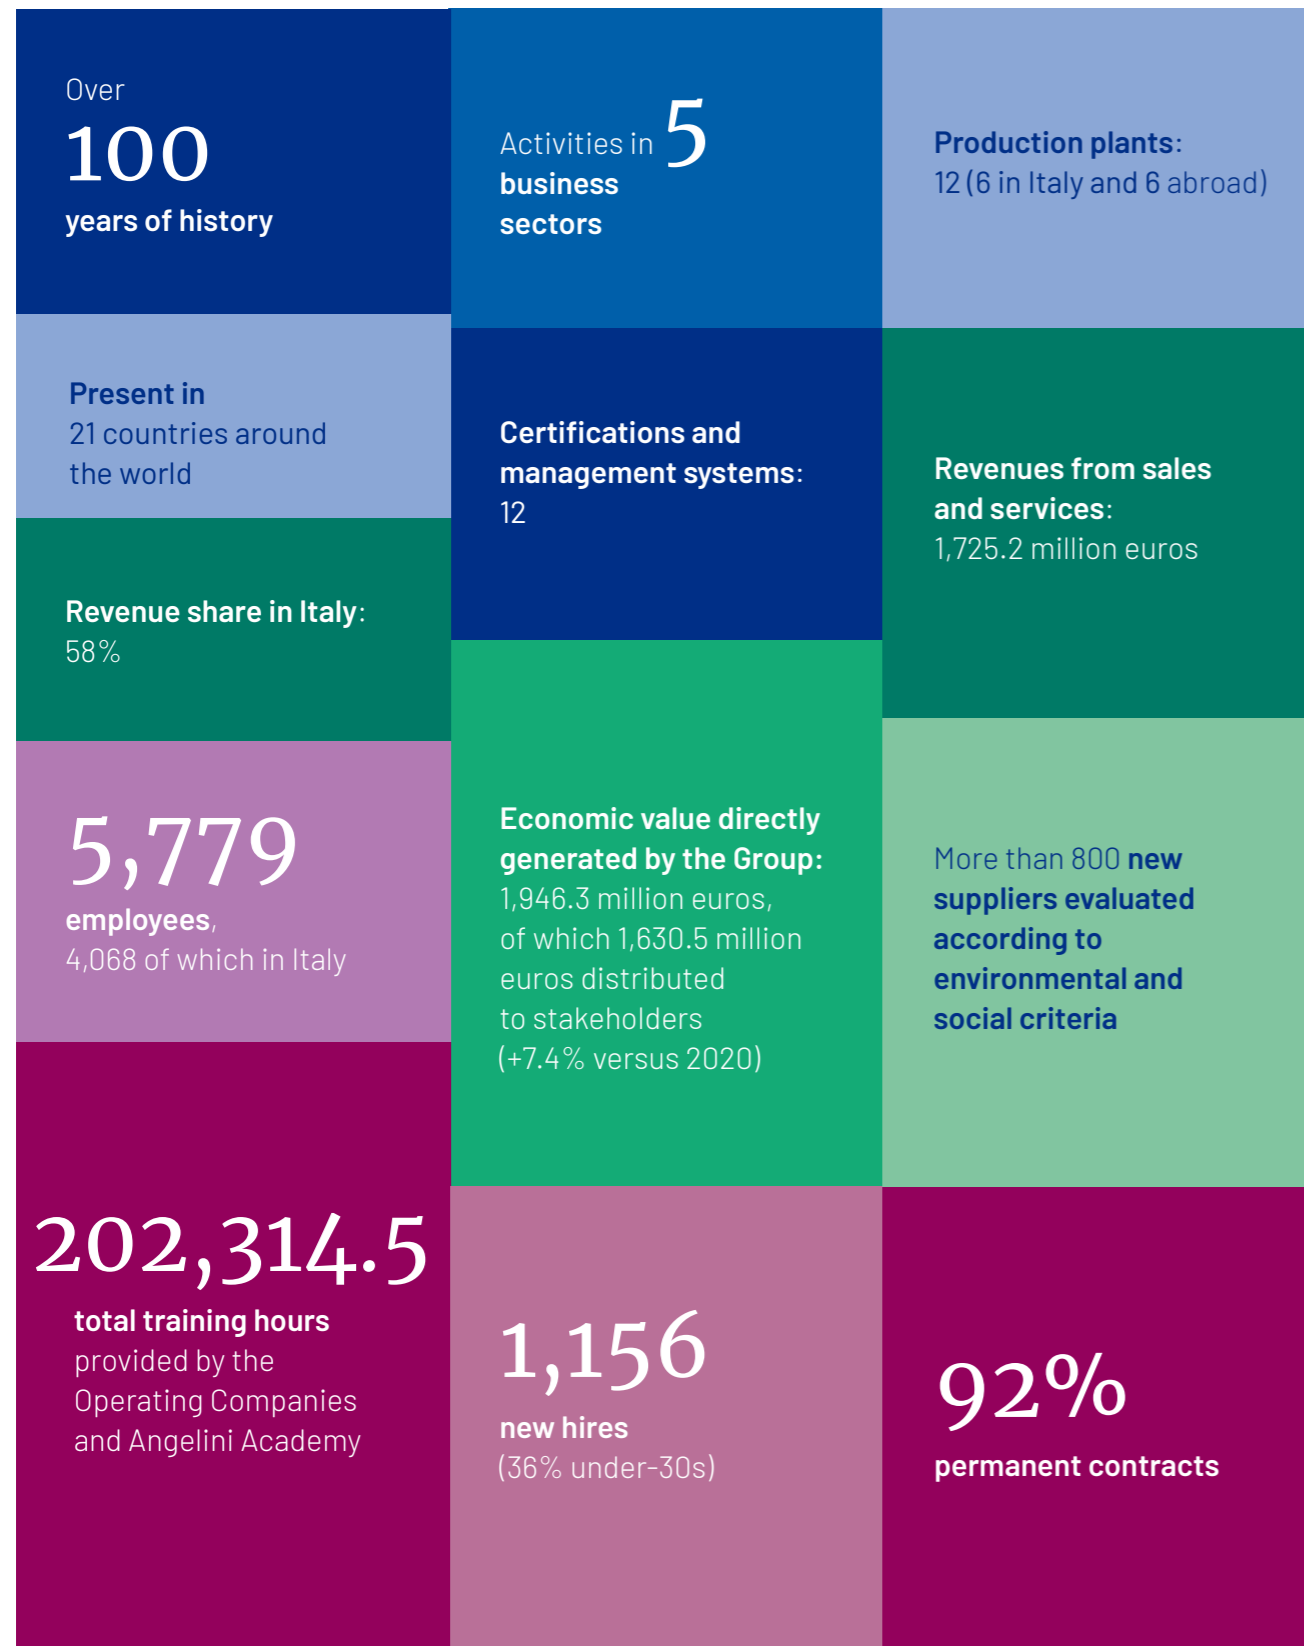 Over
100
years of history
Activities in 5
business
sectors
Production plants:
12 (6 in Italy and 6 abroad)
Present in
21 countries around
the world
Certifications and
management systems:
12
Revenues from sales
and services:
1,725.2 million euros
Revenue share in Italy:
58%
5,779
employees,
4,068 of which in Italy
Economic value directly
generated by the Group:
1,946.3 million euros,
of which 1,630.5 million
euros distributed
to stakeholders
(+7.4% versus 2020)
More than 800 new
suppliers evaluated
according to
environmental and
social criteria
202,314.5
total training hours
provided by the
Operating Companies
and Angelini Academy
1,156
new hires
(36% under-30s)
92%
permanent contracts